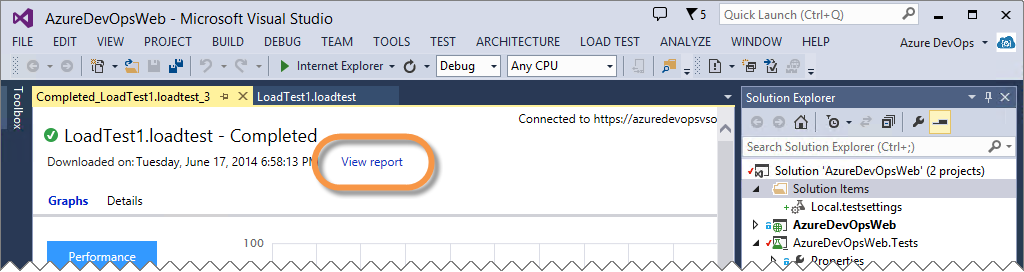 AzureDevOpsWeb - Microsoft Visual Studio
5
Quick Launch (Ctrl+Q)
FILE EDIT VIEW PROJECT BUILD DEBUG TEAM TOOLS TEST ARCHITECTURE LOAD TEST ANALYZE WINDOW HELP Azure DevOps
Internet Explorer Debug Any CPU
Toolbox
Completed_LoadTest1.loadtest_3 LoadTest1.loadtest
Connected to https://azuredevopsvso
LoadTest1.loadtest - Completed
Downloaded on: Tuesday, June 17, 2014 6:58:13 PM View report
Graphs Details
Performance
100
Solution Explorer
Search Solution Explorer (Ctrl+;)
Solution 'AzureDevOpsWeb' (2 projects)
Solution Items
Local.testsettings
AzureDevOpsWeb
AzureDevOpsWeb.Tests
Properties